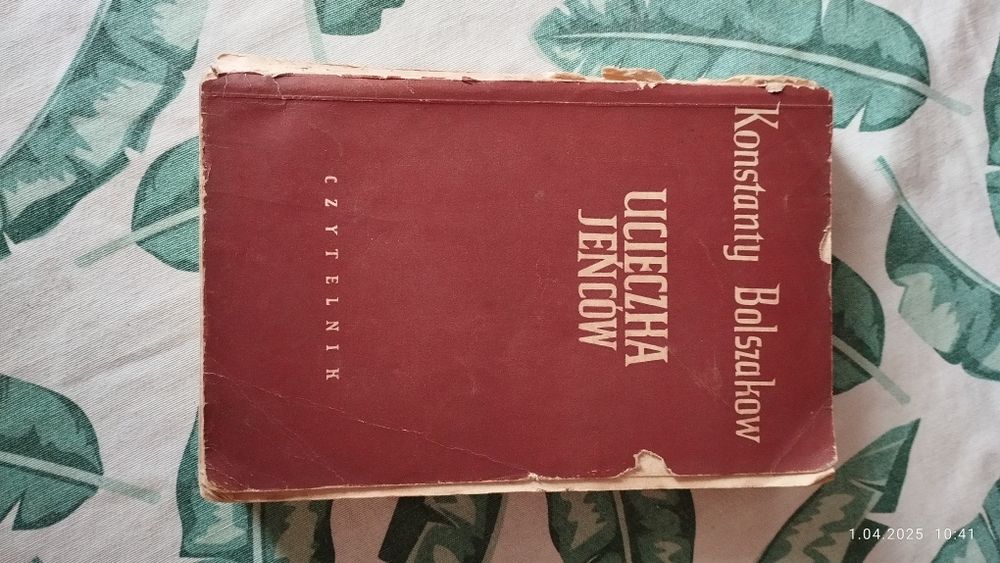 Konstanty Bolszakow
UCIECZKA
JEŃCÓW
CZYTELNIK
1.04.2025 10:41